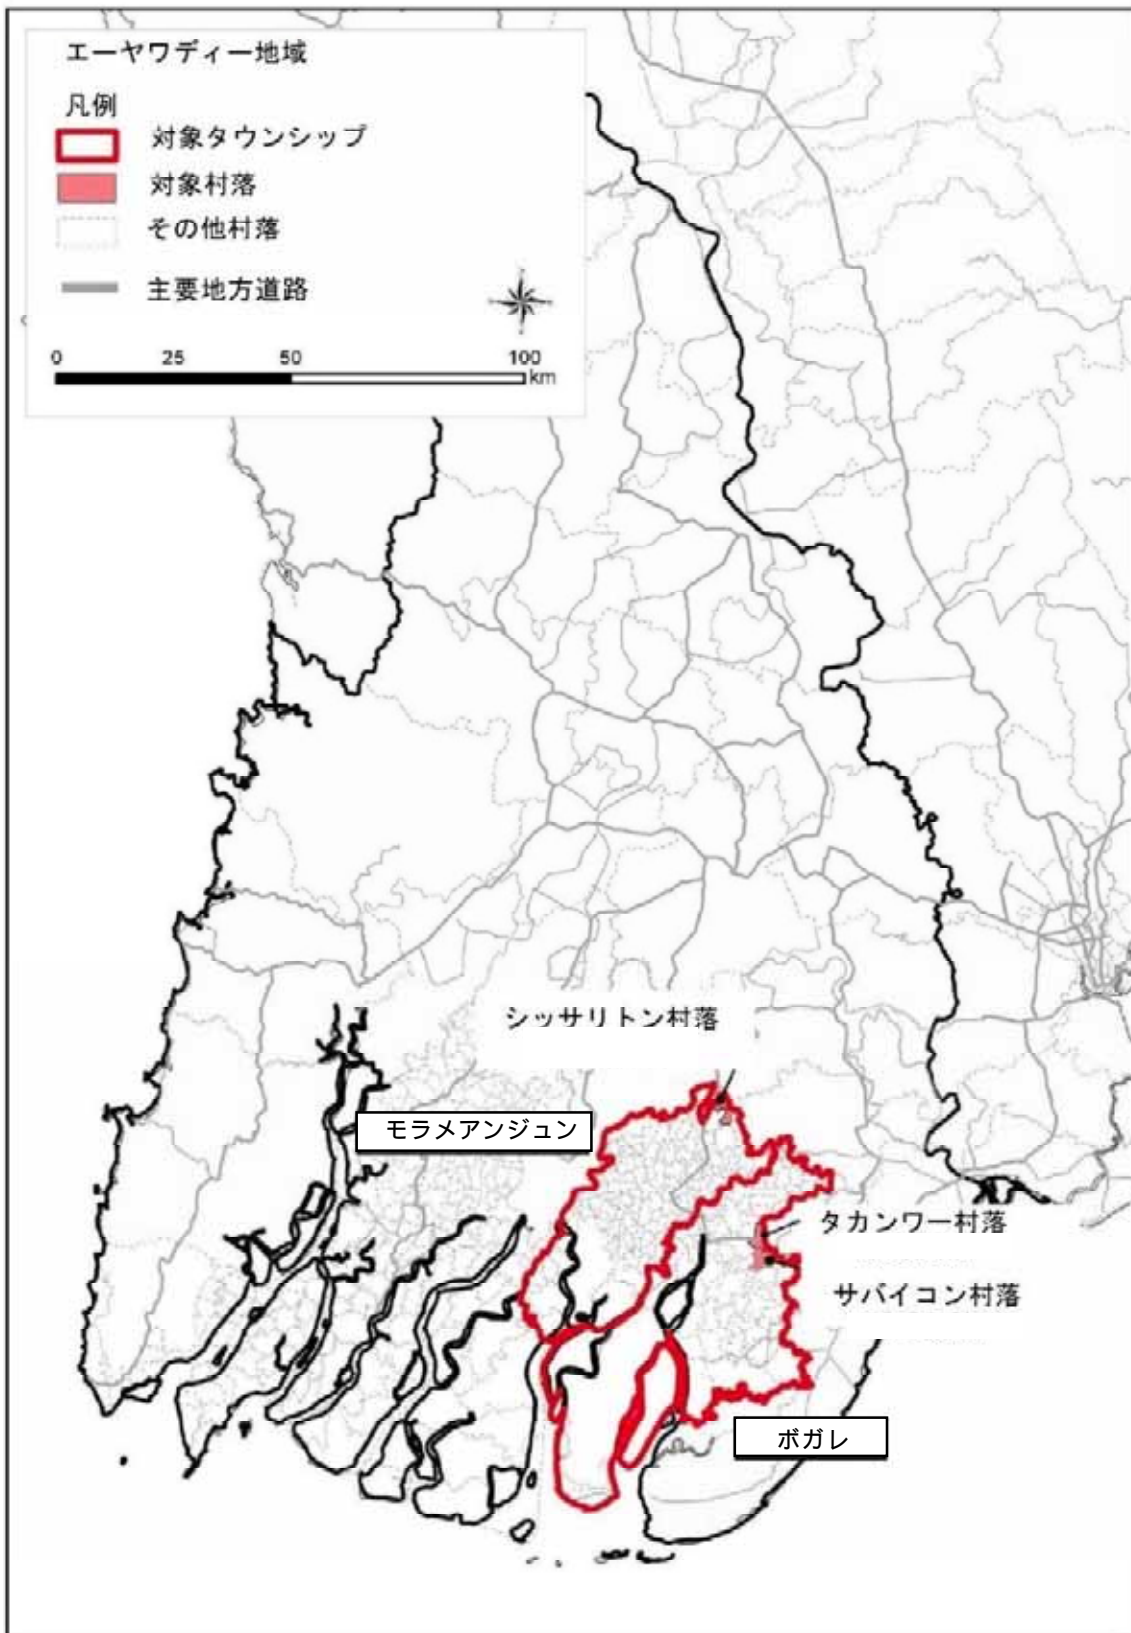 エーヤワディー地域
凡例
対象タウンシップ
対象村落
その他村落
主要地方道路
0 25 50 100
km
シッサリトン村落
モラメアンジュン
タカンワー村落
サバイコン村落
ボガレ